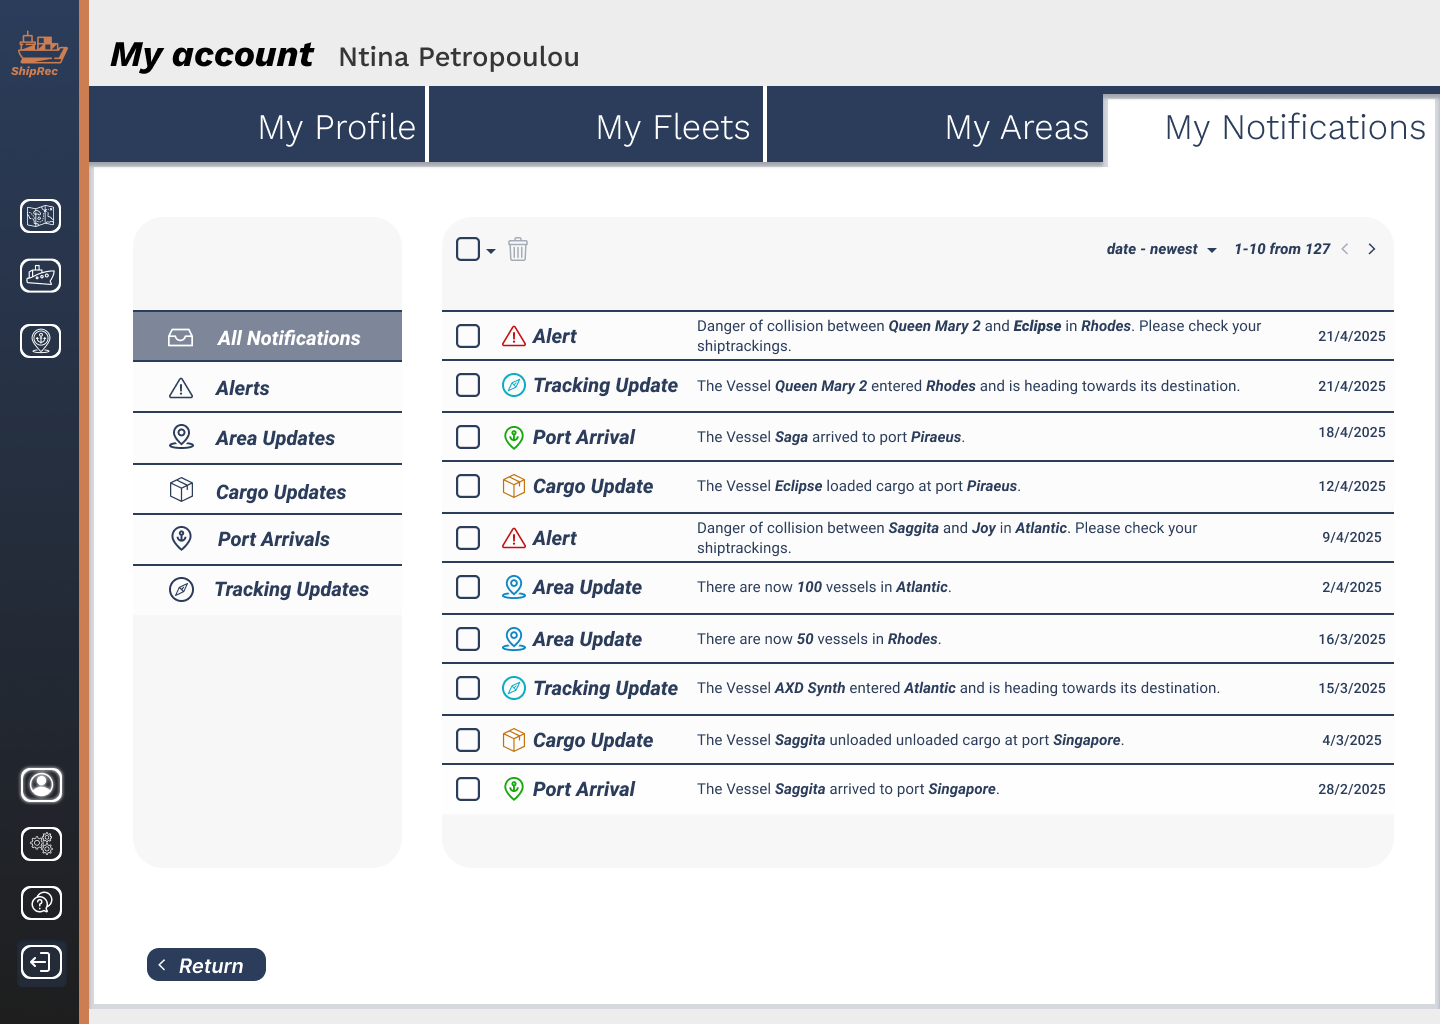 ShipRec
My account Ntina Petropoulou
My Profile
My Fleets
My Areas
My Notifications
All Notifications
Alerts
Area Updates
Cargo Updates
Port Arrivals
Tracking Updates
date - newest 1-10 from 127
Alert Danger of collision between Queen Mary 2 and Eclipse in Rhodes. Please check your
shiptrackings. 21/4/2025
Tracking Update The Vessel Queen Mary 2 entered Rhodes and is heading towards its destination. 21/4/2025
Port Arrival The Vessel Saga arrived to port Piraeus. 18/4/2025
Cargo Update The Vessel Eclipse loaded cargo at port Piraeus. 12/4/2025
Alert Danger of collision between Saggita and Joy in Atlantic. Please check your
shiptrackings. 9/4/2025
Area Update There are now 100 vessels in Atlantic. 2/4/2025
Area Update There are now 50 vessels in Rhodes. 16/3/2025
Tracking Update The Vessel AXD Synth entered Atlantic and is heading towards its destination. 15/3/2025
Cargo Update The Vessel Saggita unloaded unloaded cargo at port Singapore. 4/3/2025
Port Arrival The Vessel Saggita arrived to port Singapore. 28/2/2025
Return